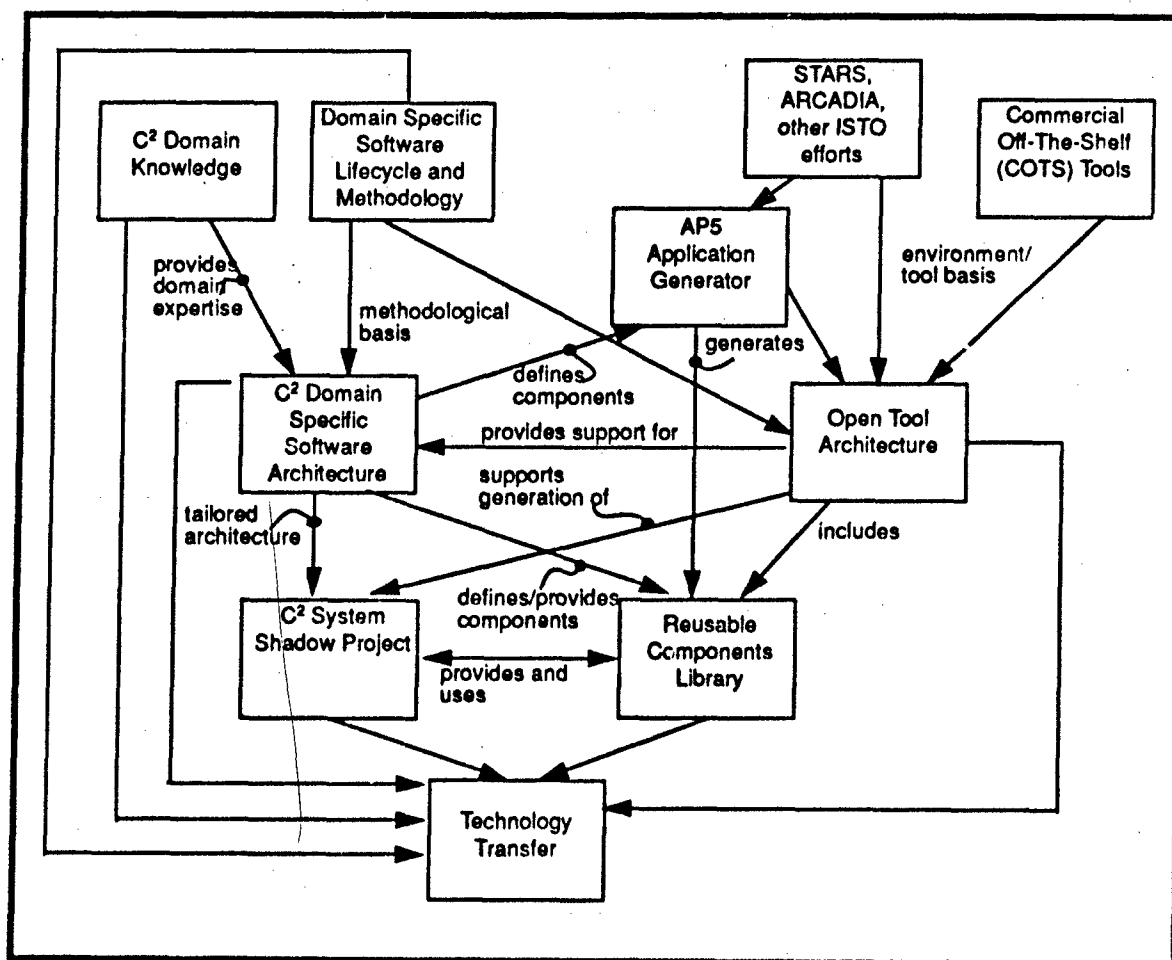 C² Domain
Knowledge
Domain Specific
Software
Lifecycle and
Methodology
STARS,
ARCADIA,
other ISTO
efforts
Commercial
Off-The-Shelf
(COTS) Tools
AP5
Application
Generator
provides
domain
expertise
methodological
basis
environment/
tool basis
generates
defines
components
C² Domain
Specific
Software
Architecture
provides support for
Open Tool
Architecture
supports
generation of
tailored
architecture
includes
defines/provides
components
C² System
Shadow Project
provides and
uses
Reusable
Components
Library
Technology
Transfer